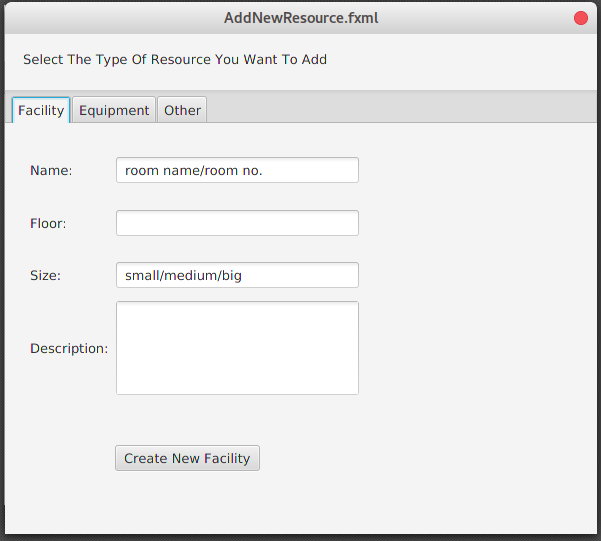 AddNewResource.fxml
Select The Type Of Resource You Want To Add
Facility Equipment Other
Name: room name/room no.
Floor:
Size: small/medium/big
Description:
Create New Facility